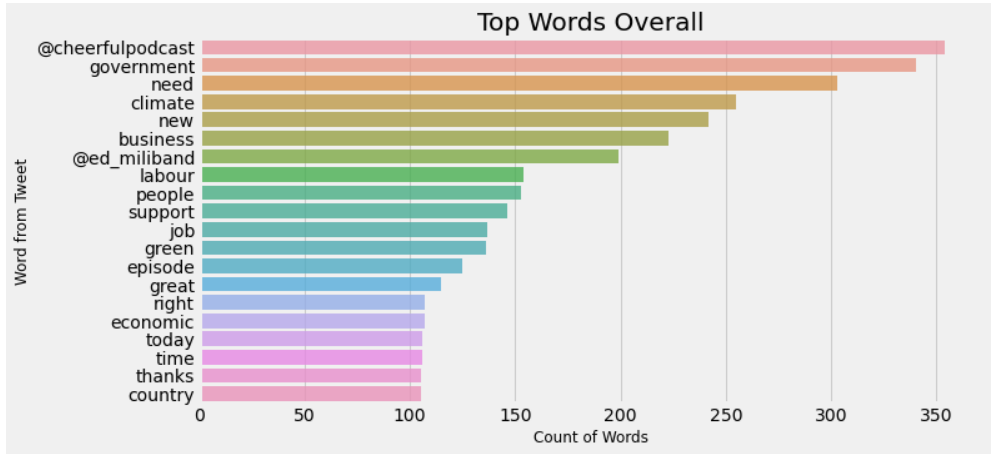 Top Words Overall
@cheerfulpodcast
government
need
climate
new
business
@ed_miliband
labour
people
support
job
green
episode
great
right
economic
today
time
thanks
country
Word from Tweet
0 50 100 150 200 250 300 350
Count of Words